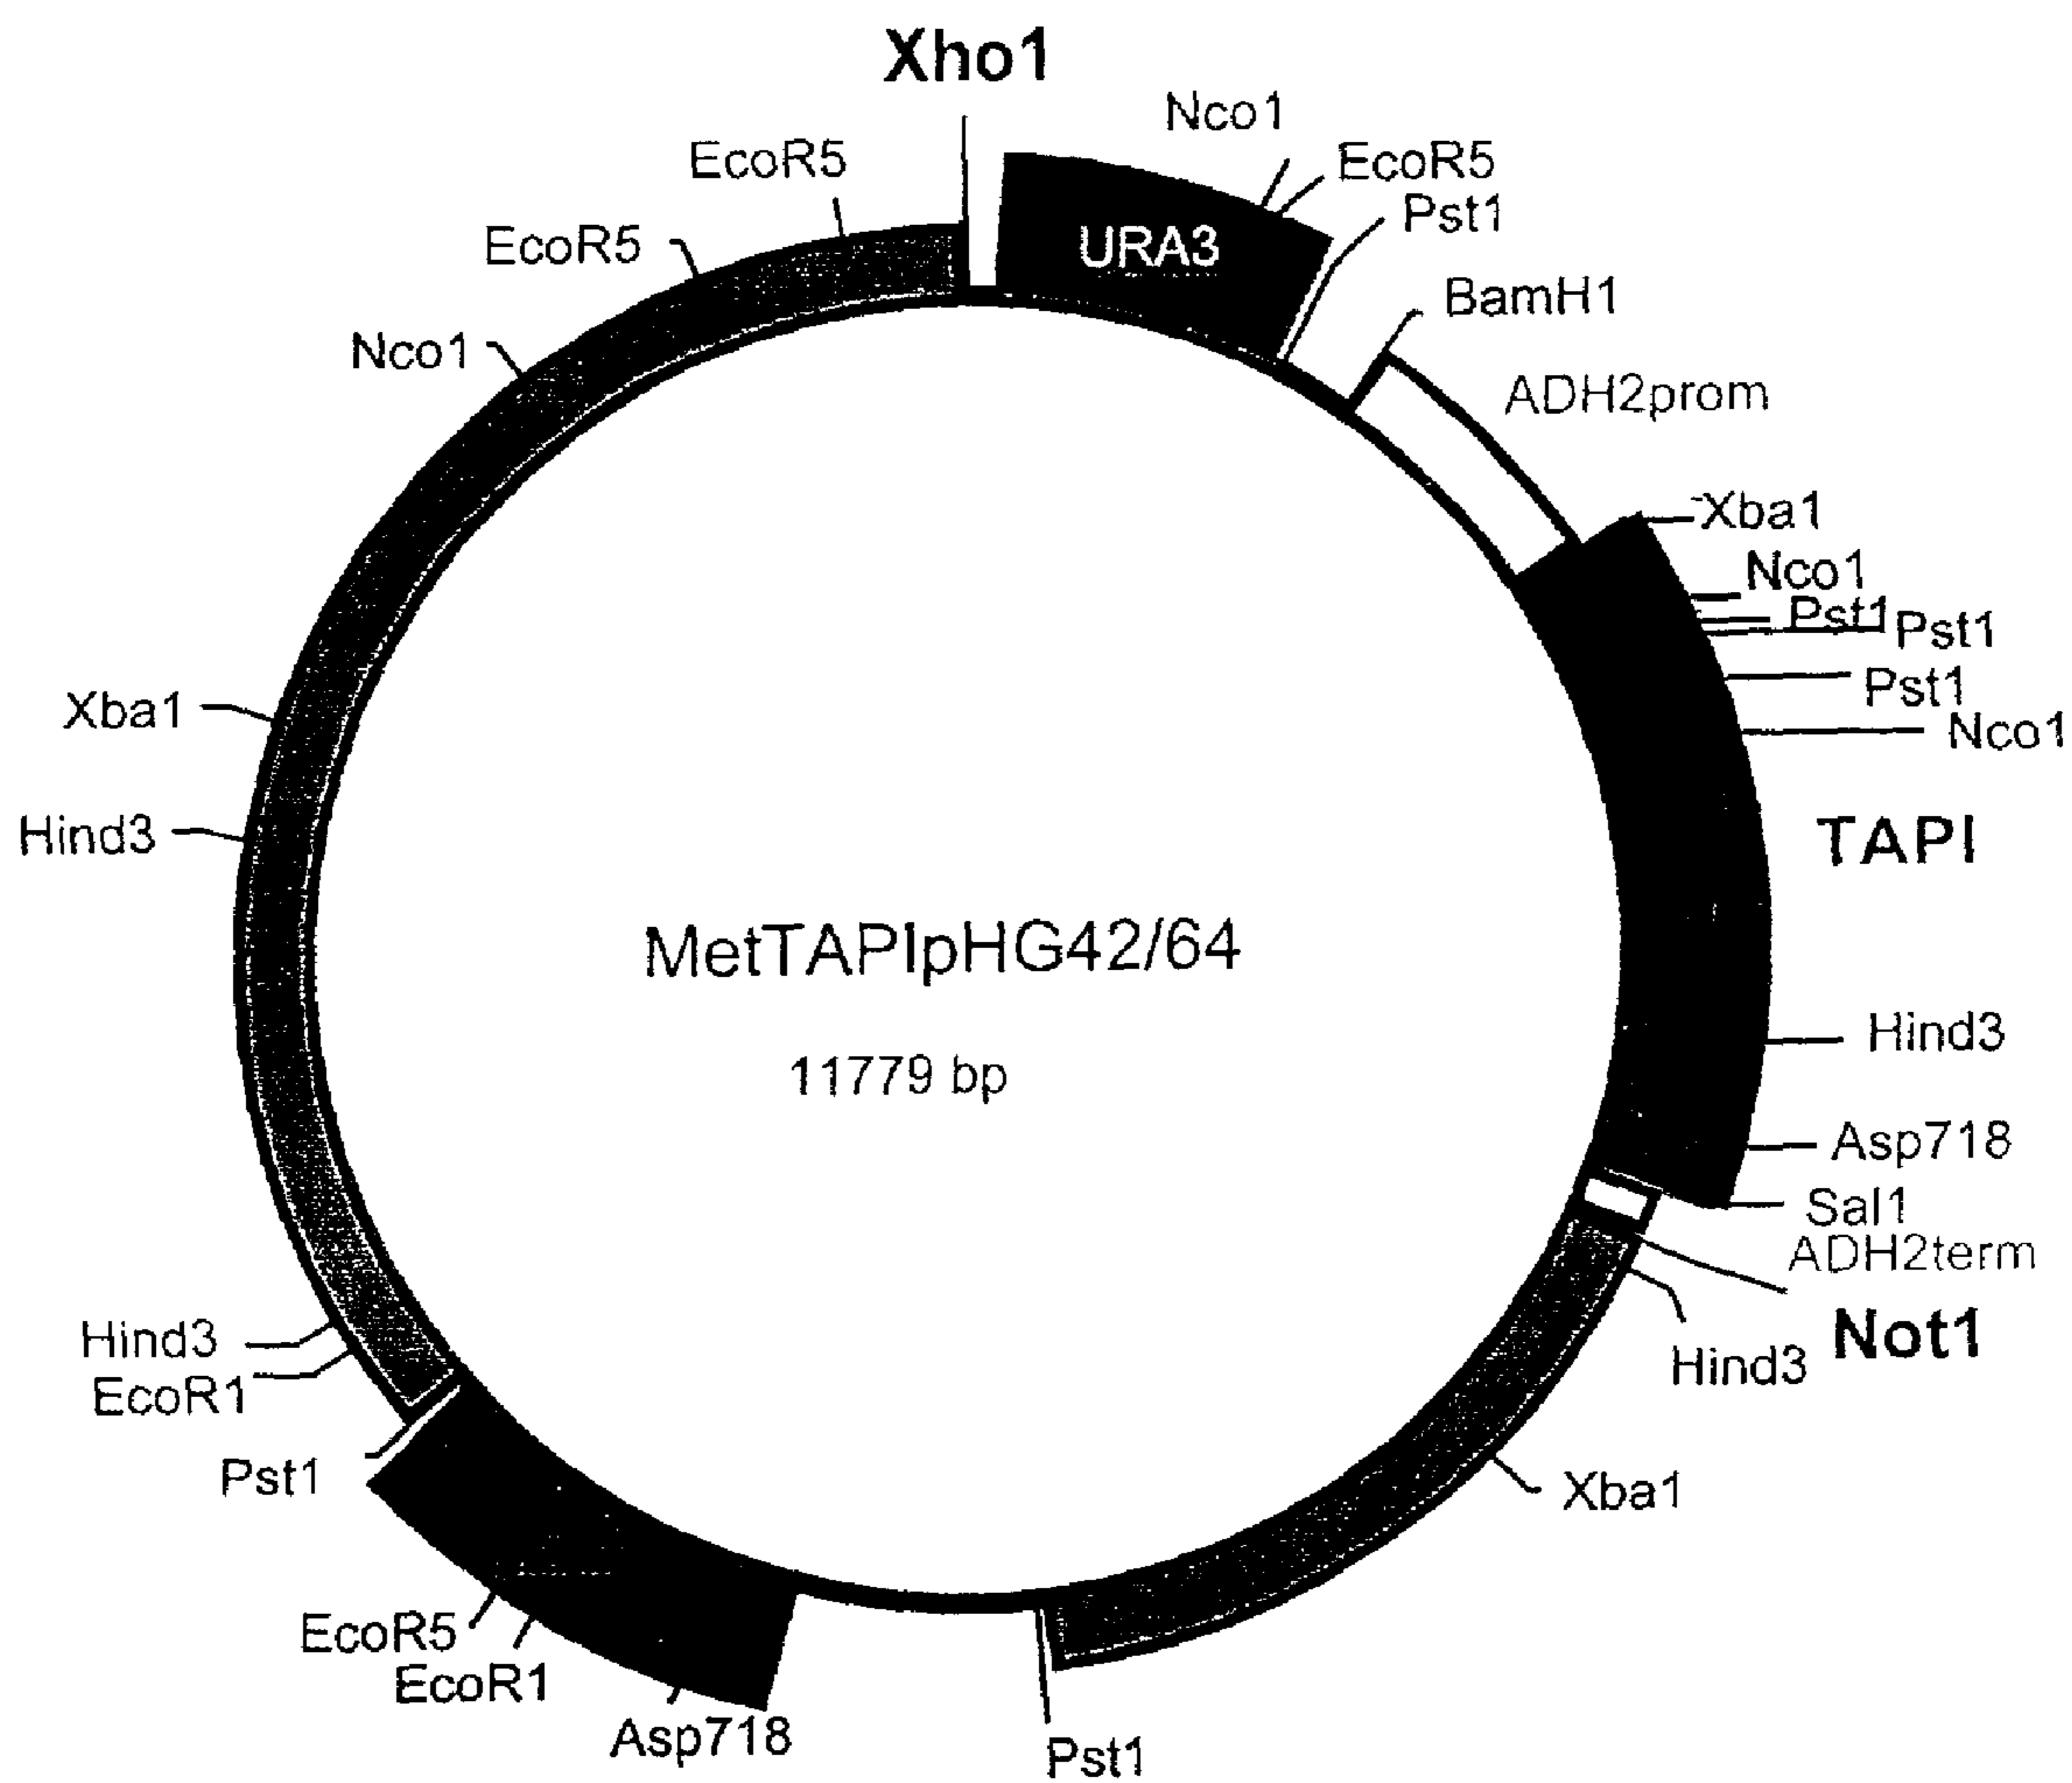 Xho1
Nco1
EcoR5
EcoR5
Pst1
URA3
EcoR5
BamH1
Nco1
ADH2prom
Xba1
Nco1
Pst1
Pst1
Pst1
Xba1
Nco1
Hind3
TAPI
MetTAPIpHG42/64
Hind3
11779 bp
Asp718
Sal1
ADH2term
Hind3
Not1
Hind3
EcoR1
Pst1
Xba1
EcoR5
EcoR1
Asp718
Pst1